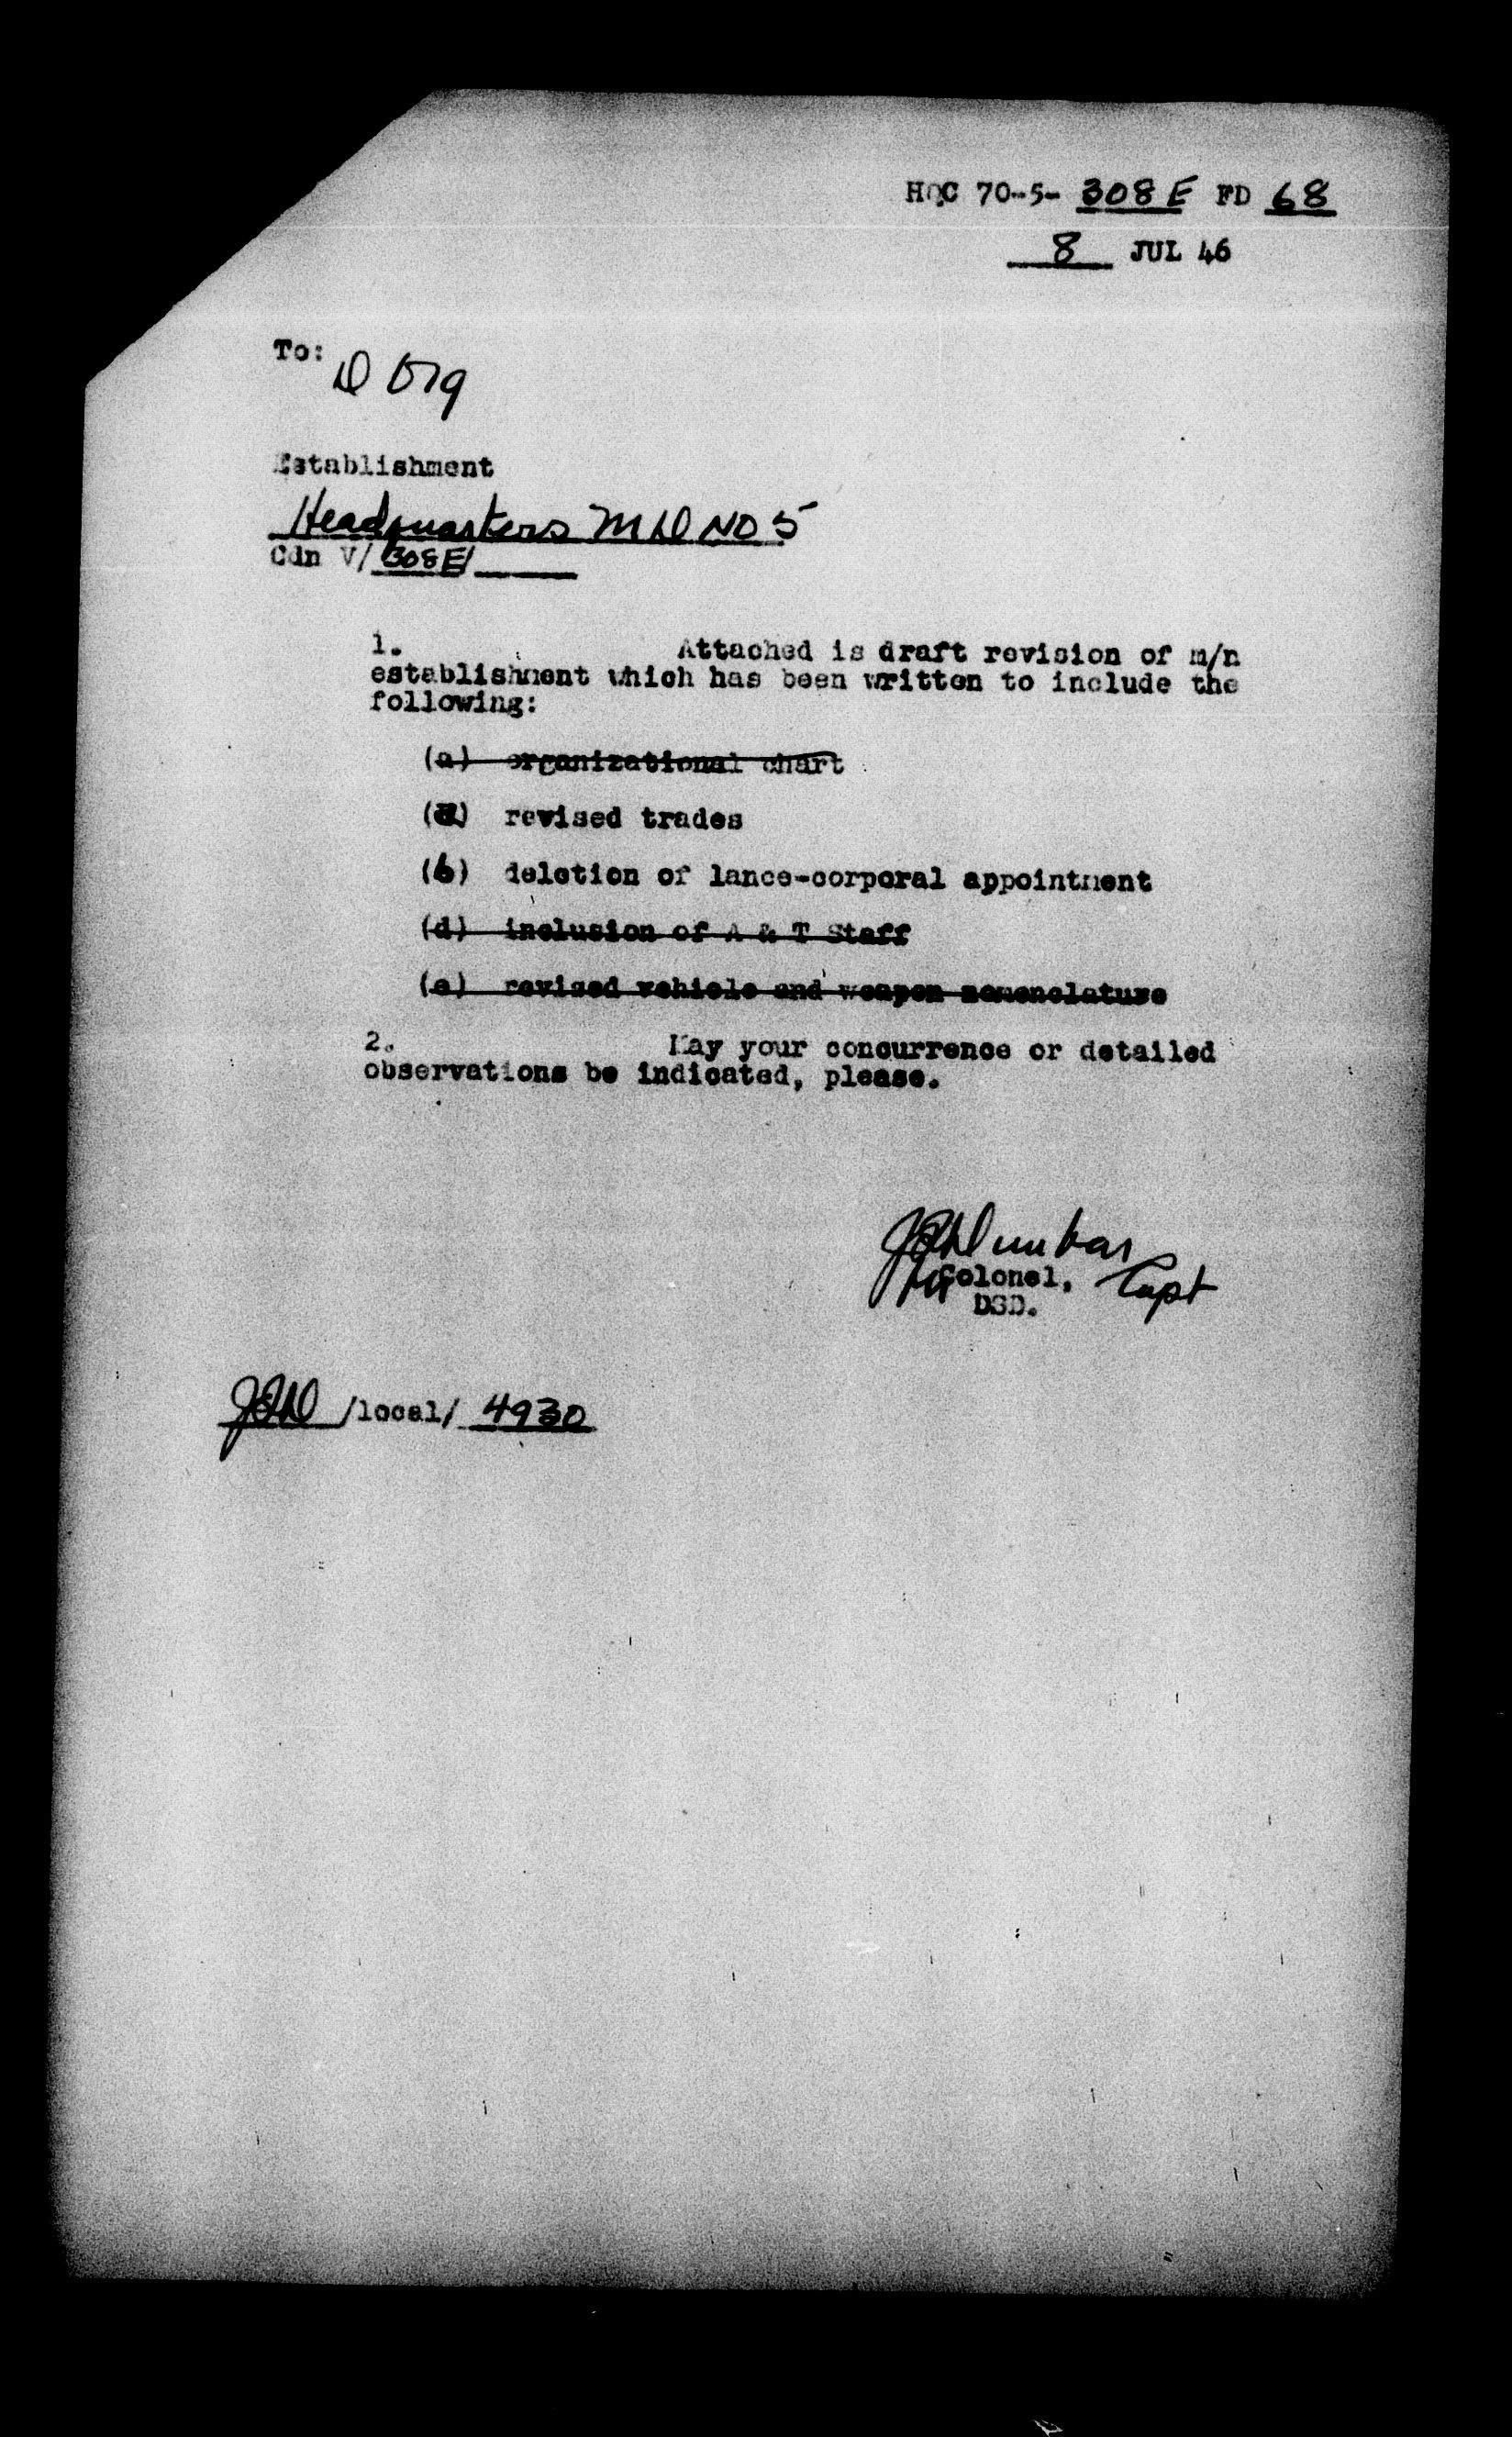 HQC 70-5- 308E FD 68
8 JUL 46
To:
D Org
Establishment
Headquarters MD NO 5
Cdn V/ 308E/
1. Attached is draft revision of m/n
establishment which has been written to include the
following:
(a) organizational chart
(a) revised trades
(b) deletion of lance-corporal appointment
(d) inclusion of A & T Staff
(e) revised vehicle and weapon nomenclature
2. May your concurrence or detailed
observations be indicated, please.
Dunbar
Colonel, Capt
DSD.
/local/ 4930